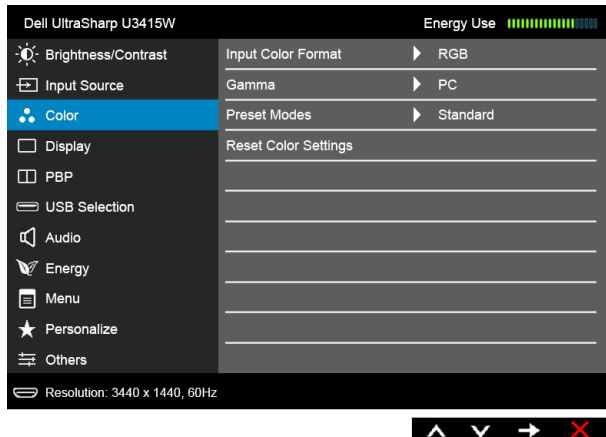 Dell UltraSharp U3415W Energy Use
Brightness/Contrast Input Color Format RGB
Input Source Gamma PC
Color Preset Modes Standard
Display Reset Color Settings
PBP
USB Selection
Audio
Energy
Menu
Personalize
Others
Resolution: 3440 x 1440, 60Hz